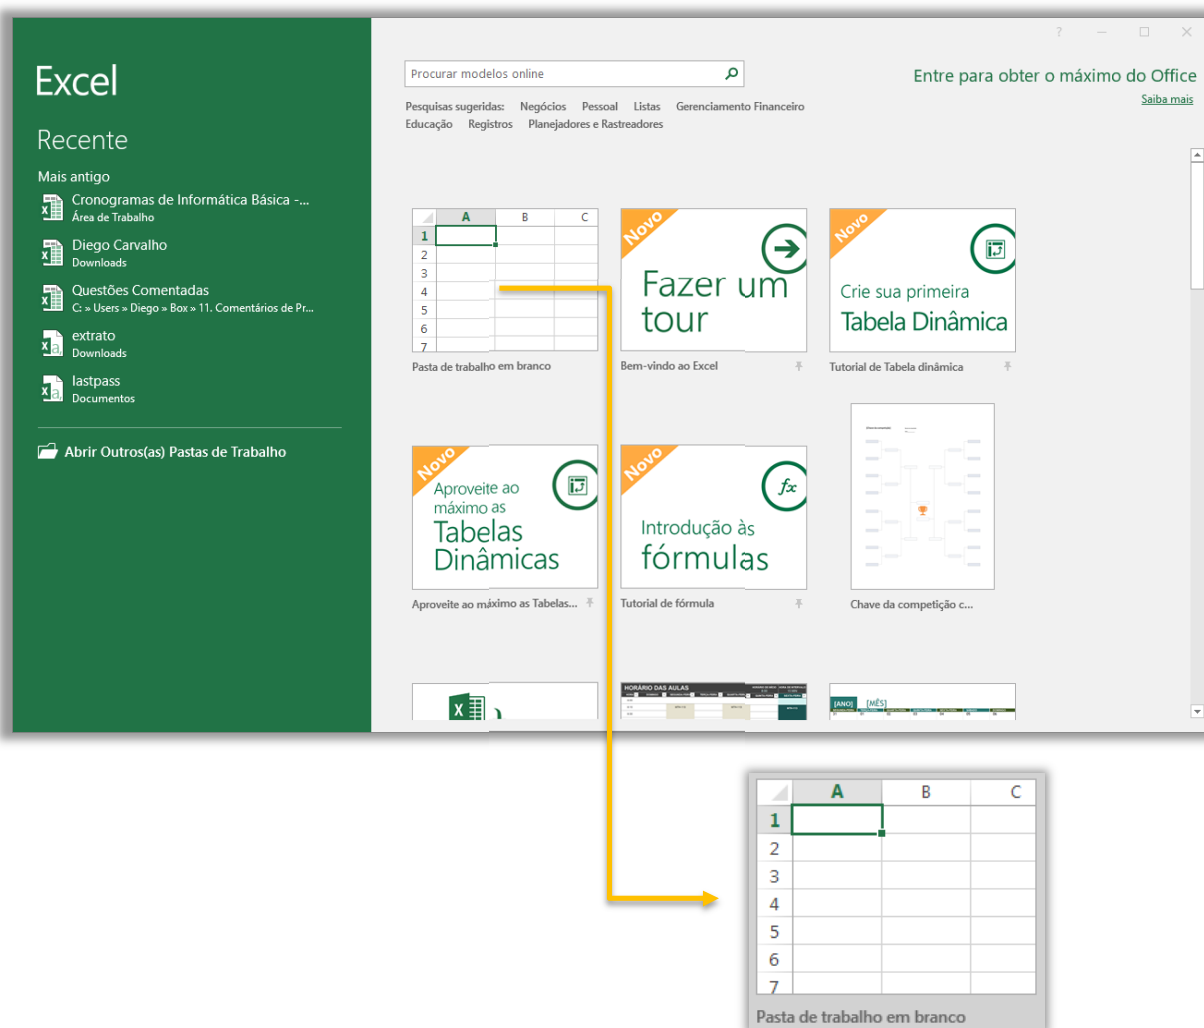 Excel
Recente
Mais antigo
Cronogramas de Informática Básica -...
Área de Trabalho
Diego Carvalho
Downloads
Questões Comentadas
C: » Users » Diego » Box » 11. Comentários de Pr...
extrato
Downloads
lastpass
Documentos
Abrir Outros(as) Pastas de Trabalho
?
Procurar modelos online
Entre para obter o máximo do Office
Saiba mais
Pesquisas sugeridas: Negócios Pessoal Listas Gerenciamento Financeiro
Educação Registros Planejadores e Rastreadores
A B C
1
2
3
4
5
6
7
Pasta de trabalho em branco
Novo
Fazer um
tour
Bem-vindo ao Excel
Novo
Crie sua primeira
Tabela Dinâmica
Tutorial de Tabela dinâmica
Novo
Aproveite ao
máximo as
Tabelas
Dinâmicas
Aproveite ao máximo as Tabelas...
Novo
fx
Introdução às
fórmulas
Tutorial de fórmula
Chave da competição c...
X
HORÁRIO DAS AULAS
[ANO] [MÊS]
A B C
1
2
3
4
5
6
7
Pasta de trabalho em branco